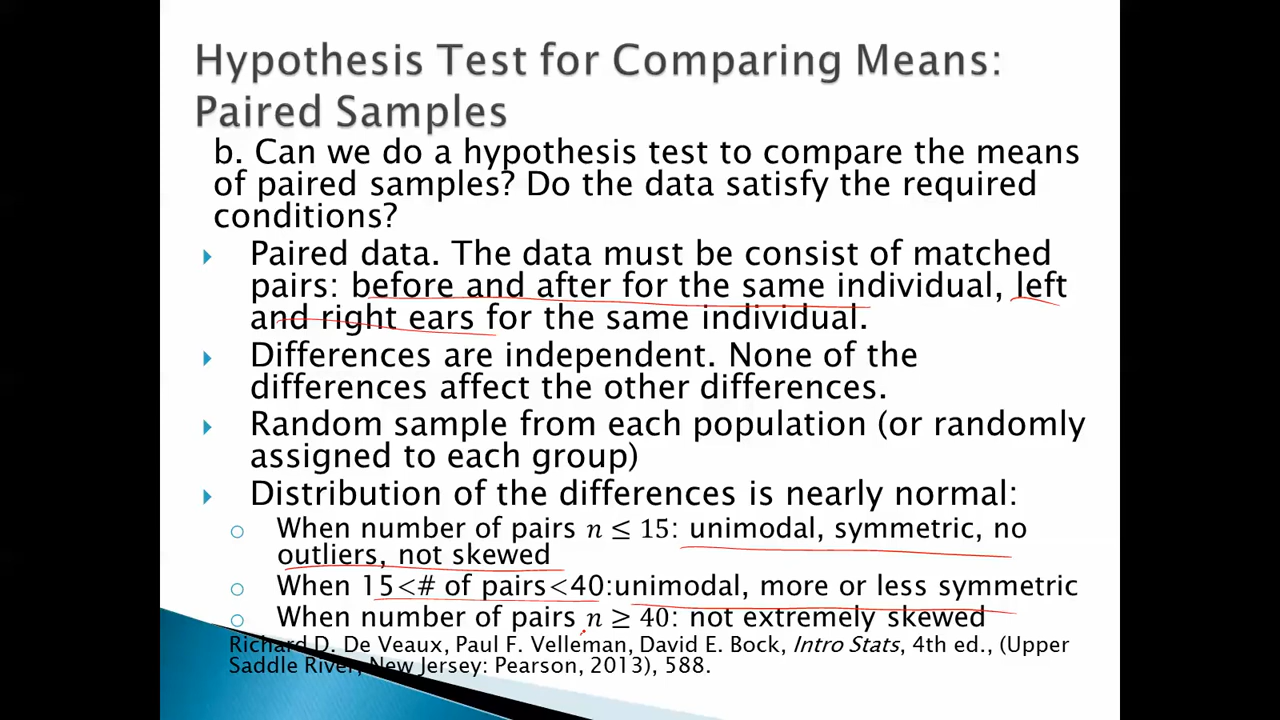 Hypothesis Test for Comparing Means:
Paired Samples
b. Can we do a hypothesis test to compare the means
of paired samples? Do the data satisfy the required
conditions?
Paired data. The data must be consist of matched
pairs: before and after for the same individual, left
and right ears for the same individual.
Differences are independent. None of the
differences affect the other differences.
Random sample from each population (or randomly
assigned to each group)
Distribution of the differences is nearly normal:
When number of pairs n ≤ 15: unimodal, symmetric, no
outliers, not skewed
When 15<# of pairs<40:unimodal, more or less symmetric
When number of pairs n ≥ 40: not extremely skewed
Richard D. De Veaux, Paul F. Velleman, David E. Bock, Intro Stats, 4th ed., (Upper
Saddle River, New Jersey: Pearson, 2013), 588.